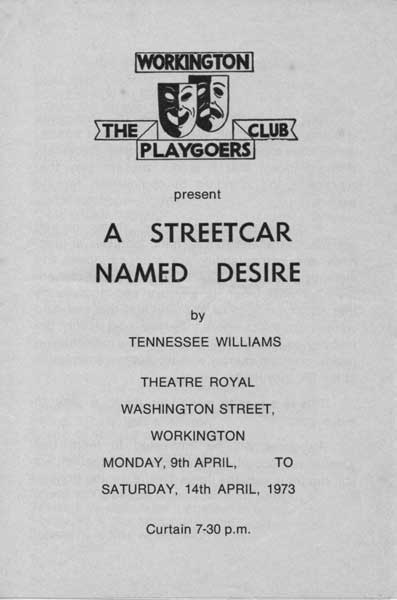 WORKINGTON
THE CLUB
PLAYGOERS
present
A STREETCAR
NAMED DESIRE
by
TENNESSEE WILLIAMS
THEATRE ROYAL
WASHINGTON STREET,
WORKINGTON
MONDAY, 9th APRIL, TO
SATURDAY, 14th APRIL, 1973
Curtain 7-30 p.m.